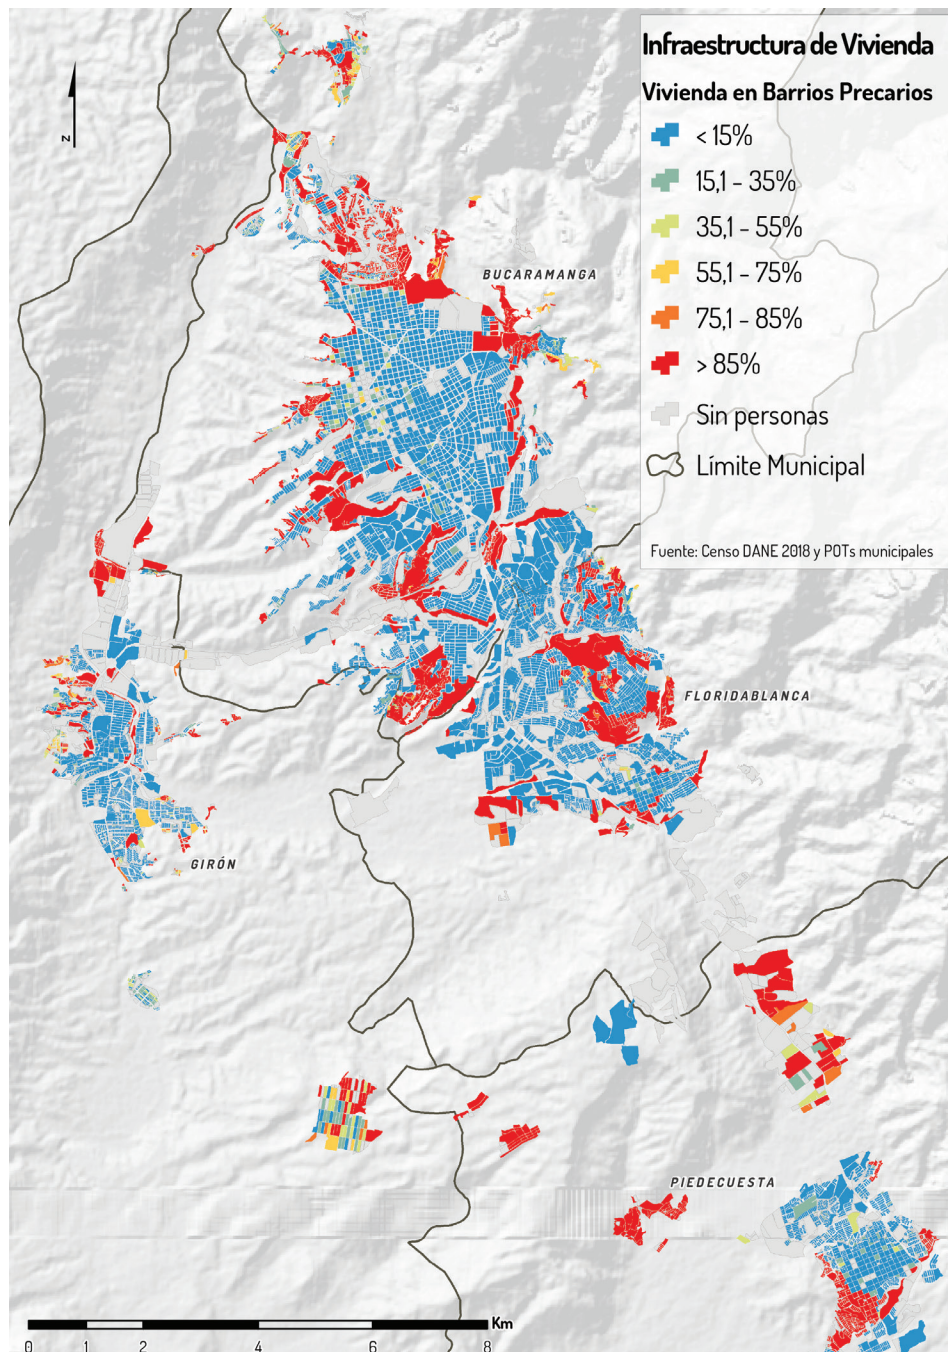 Infraestructura de Vivienda
Vivienda en Barrios Precarios
< 15%
15,1 - 35%
35,1 - 55%
55,1 - 75%
75,1 - 85%
> 85%
Sin personas
Límite Municipal
Fuente: Censo DANE 2018 y POTs municipales
N
BUCARAMANGA
FLORIDABLANCA
GIRÓN
PIEDECUESTA
Km
0 1 2 4 6 8